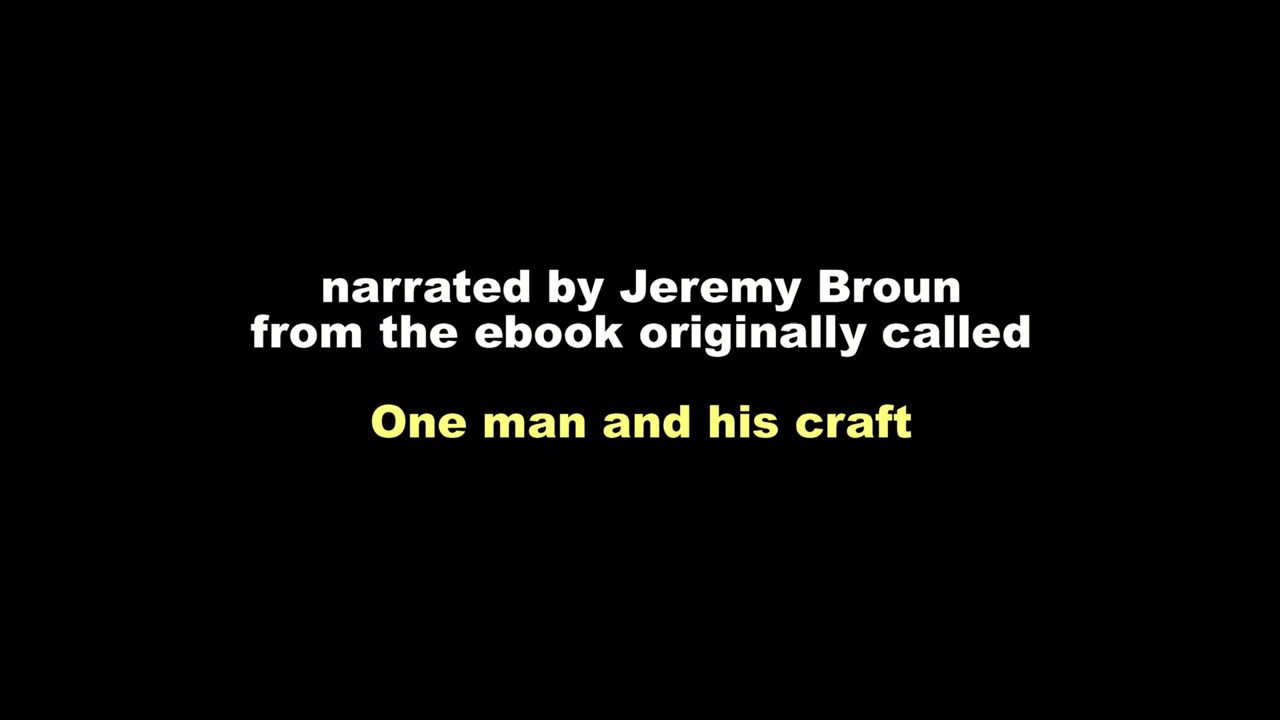 narrated by Jeremy Broun
from the ebook originally called
One man and his craft